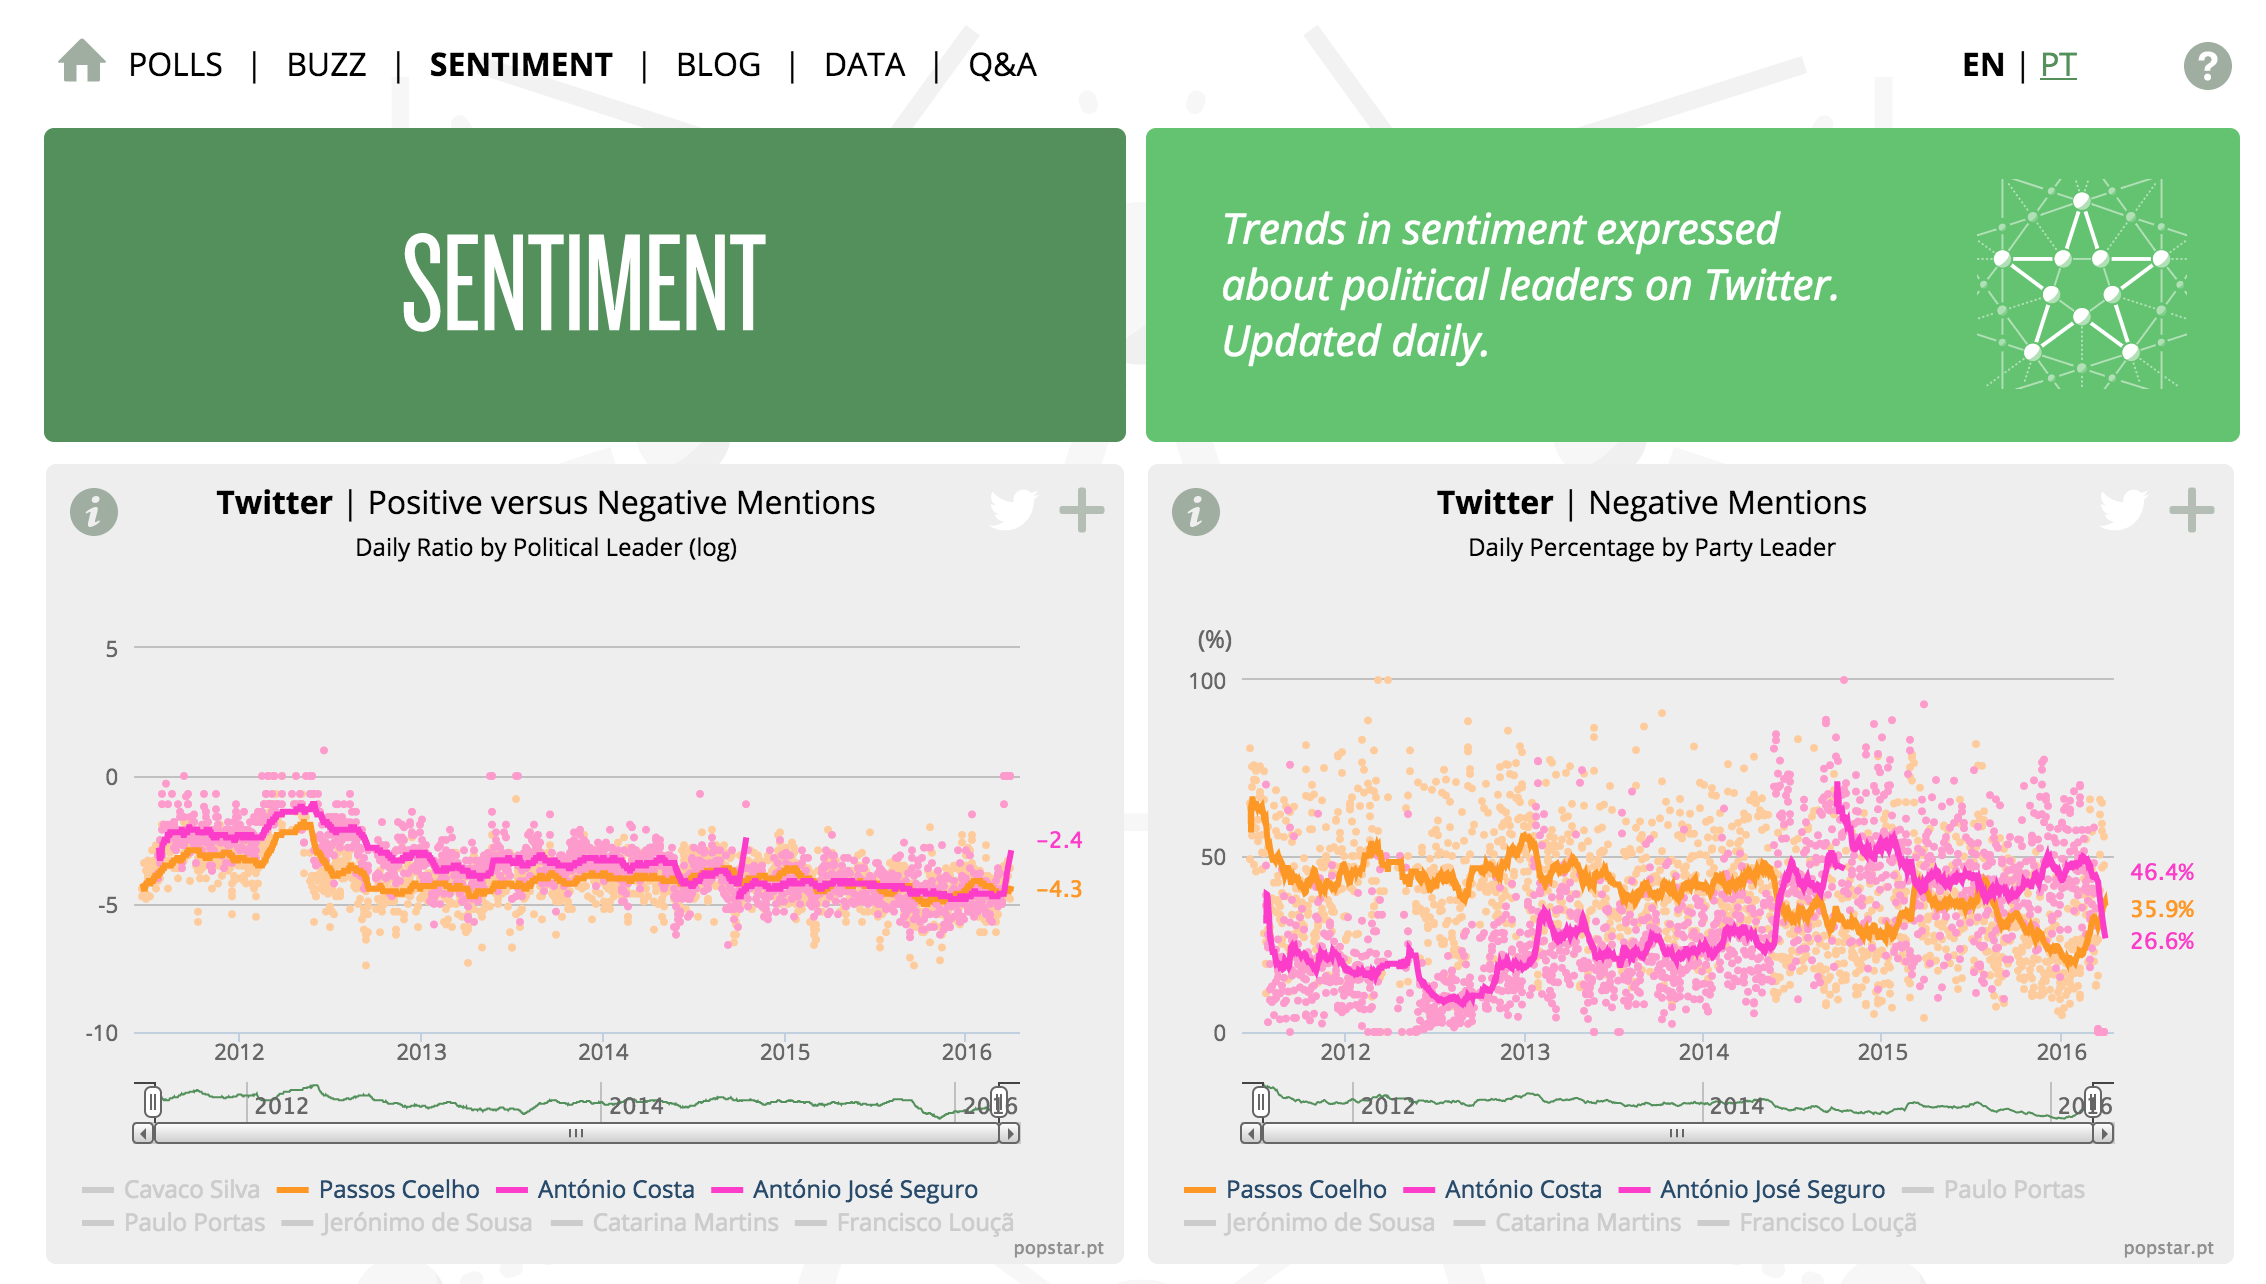 POLLS | BUZZ | SENTIMENT | BLOG | DATA | Q&A
EN | PT
?
SENTIMENT
Trends in sentiment expressed
about political leaders on Twitter.
Updated daily.
i
Twitter | Positive versus Negative Mentions
Daily Ratio by Political Leader (log)
5
0
-5
-10
−2.4
−4.3
2012 2013 2014 2015 2016
2012 2014 2016
Cavaco Silva Passos Coelho António Costa António José Seguro
Paulo Portas Jerónimo de Sousa Catarina Martins Francisco Louçã
popstar.pt
i
Twitter | Negative Mentions
Daily Percentage by Party Leader
(%)
100
50
0
46.4%
35.9%
26.6%
2012 2013 2014 2015 2016
2012 2014 2016
Passos Coelho António Costa António José Seguro Paulo Portas
Jerónimo de Sousa Catarina Martins Francisco Louçã
popstar.pt